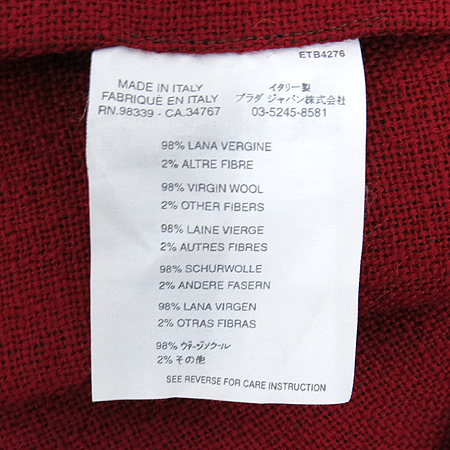 ETB4276
MADE IN ITALY
FABRIQUÉ EN ITALY
RN.98339 - CA.34767
イタリー製
プラダ ジャパン株式会社
03-5245-8581
98% LANA VERGINE
2% ALTRE FIBRE
98% VIRGIN WOOL
2% OTHER FIBERS
98% LAINE VIERGE
2% AUTRES FIBRES
98% SCHURWOLLE
2% ANDERE FASERN
98% LANA VIRGEN
2% OTRAS FIBRAS
98% ウ゛ァージンウール
2% その他
SEE REVERSE FOR CARE INSTRUCTION